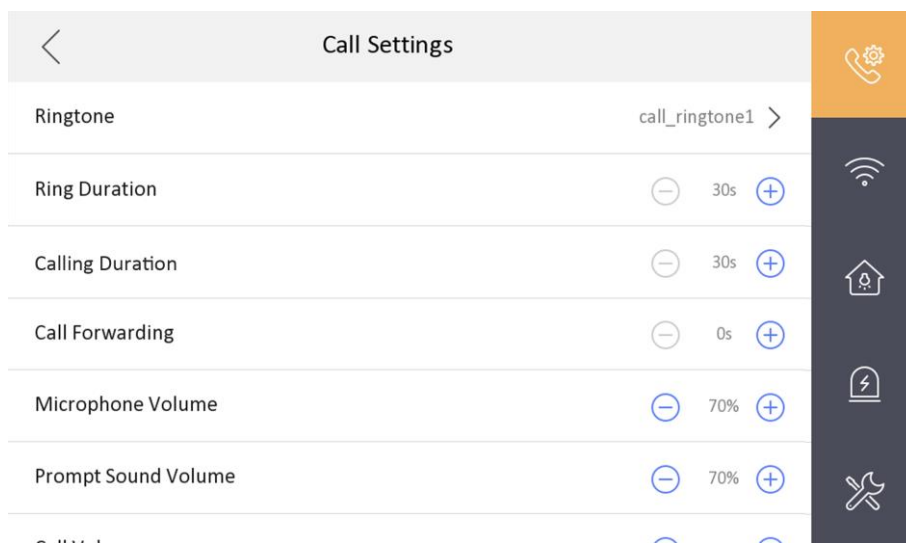 Call Settings
Ringtone call_ringtone1
Ring Duration 30s
Calling Duration 30s
Call Forwarding 0s
Microphone Volume 70%
Prompt Sound Volume 70%